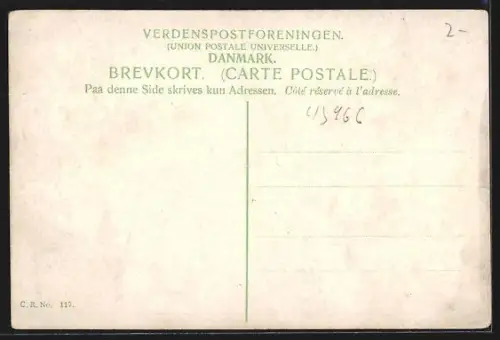 2-
VERDENSPOSTFORENINGEN.
(UNION POSTALE UNIVERSELLE.)
DANMARK.
BREVKORT. (CARTE POSTALE.)
Paa denne Side skrives kun Adressen. Côté réservé à l'adresse.
C. R. No. 117.